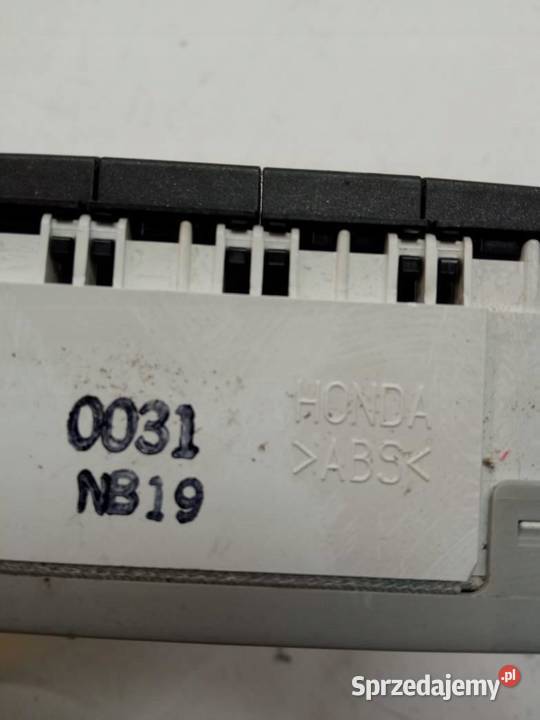 HONDA
>ABS<
0031
NB19
Sprzedajemy.pl